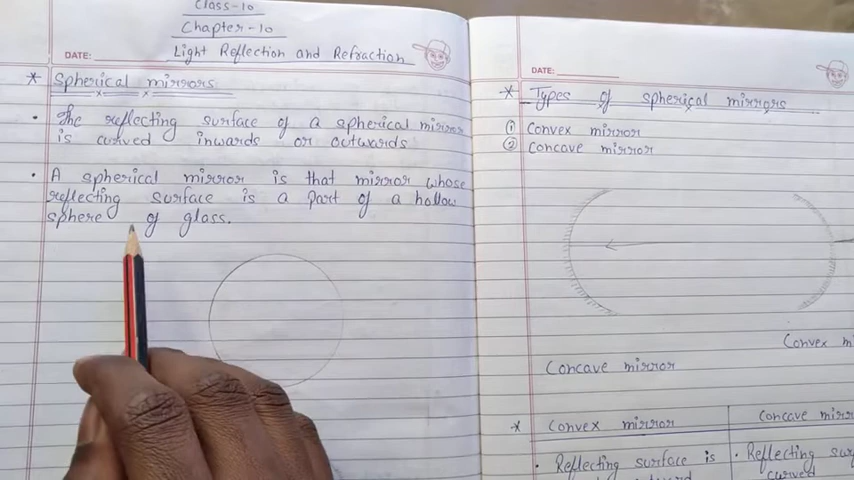 Class-10
Chapter-10
Light Reflection and Refraction
DATE:
* Spherical mirrors
• The reflecting surface of a spherical mirror
is curved inwards or outwards
• A spherical mirror is that mirror whose
reflecting surface is a part of a hollow
sphere of glass.
DATE:
* Types of spherical mirrors
① Convex mirror
② Concave mirror
Convex m
Concave mirror
* Convex mirror
Concave mirr
• Reflecting surface is
• Reflecting sur
curved